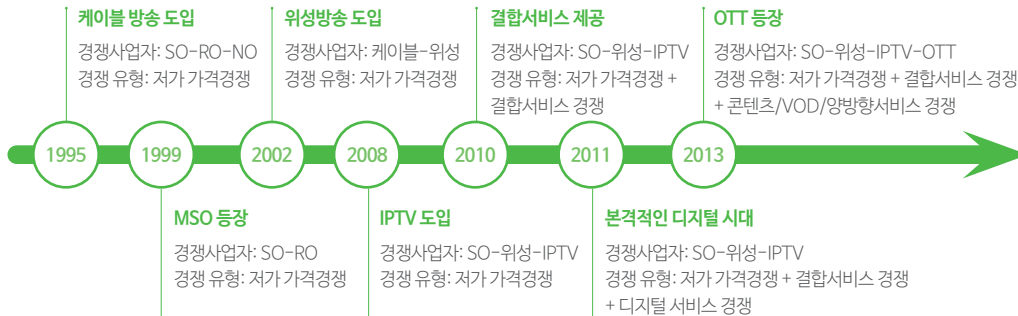 케이블 방송 도입
경쟁사업자: SO-RO-NO
경쟁 유형: 저가 가격경쟁
위성방송 도입
경쟁사업자: 케이블-위성
경쟁 유형: 저가 가격경쟁
결합서비스 제공
경쟁사업자: SO-위성-IPTV
경쟁 유형: 저가 가격경쟁 +
결합서비스 경쟁
OTT 등장
경쟁사업자: SO-위성-IPTV-OTT
경쟁 유형: 저가 가격경쟁 + 결합서비스 경쟁
+ 콘텐츠/VOD/양방향서비스 경쟁
1995
1999
2002
2008
2010
2011
2013
MSO 등장
경쟁사업자: SO-RO
경쟁 유형: 저가 가격경쟁
IPTV 도입
경쟁사업자: SO-위성-IPTV
경쟁 유형: 저가 가격경쟁
본격적인 디지털 시대
경쟁사업자: SO-위성-IPTV
경쟁 유형: 저가 가격경쟁 + 결합서비스 경쟁
+ 디지털 서비스 경쟁